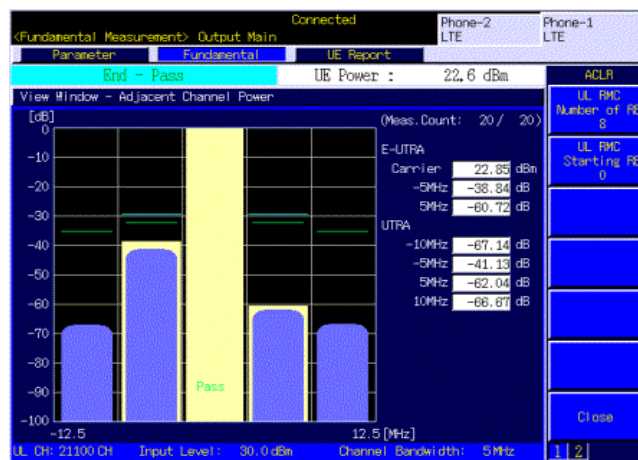 Connected
Phone-2
LTE
Phone-1
LTE
<Fundamental Measurement> Output Main
Parameter
Fundamental
UE Report
End - Pass
UE Power :
22.6 dBm
ACLR
View Window - Adjacent Channel Power
UL RMC
Number of RB
8
UL RMC
Starting RB
0
Close
1 2
[dB]
(Meas.Count: 20/ 20)
0
-10
-20
-30
-40
-50
-60
-70
-80
-90
-100
E-UTRA
Carrier 22.85 dBm
-5MHz -38.84 dB
5MHz -60.72 dB
UTRA
-10MHz -67.14 dB
-5MHz -41.13 dB
5MHz -62.04 dB
10MHz -66.67 dB
Pass
-12.5
12.5[MHz]
UL CH: 21100 CH Input Level: 30.0 dBm Channel Bandwidth: 5 MHz